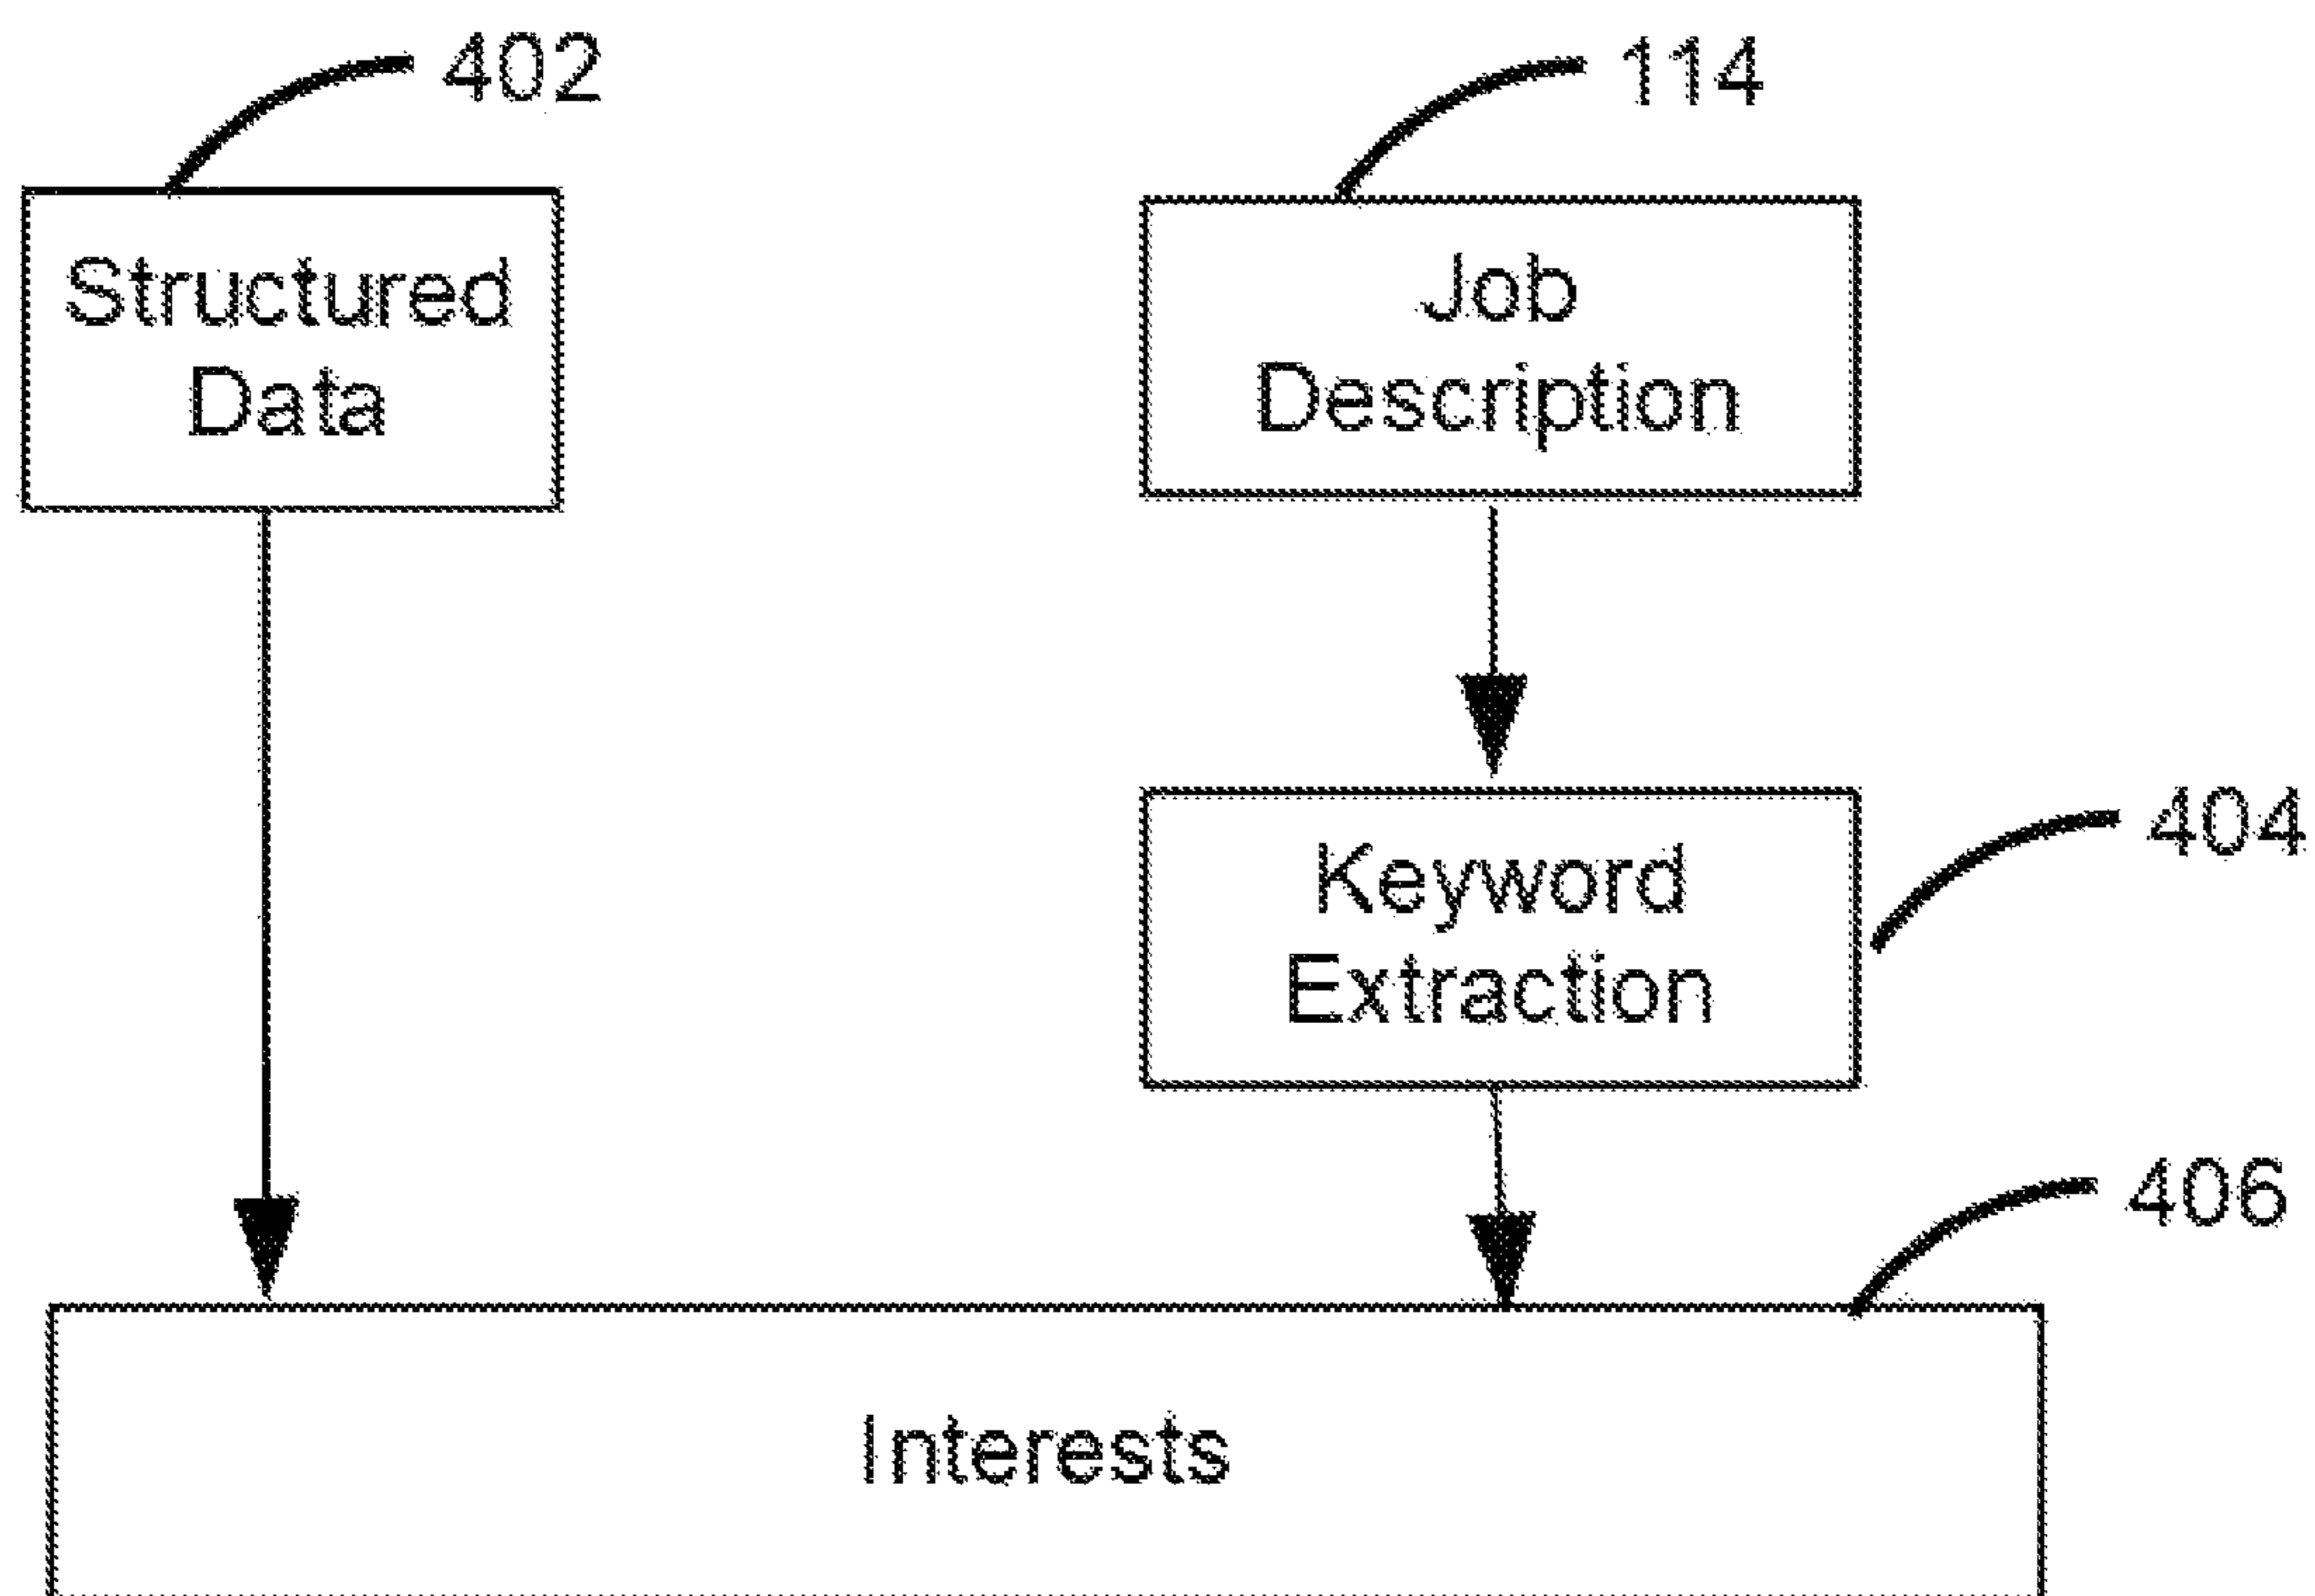 402
114
Structured
Data
Job
Description
404
Keyword
Extraction
406
Interests